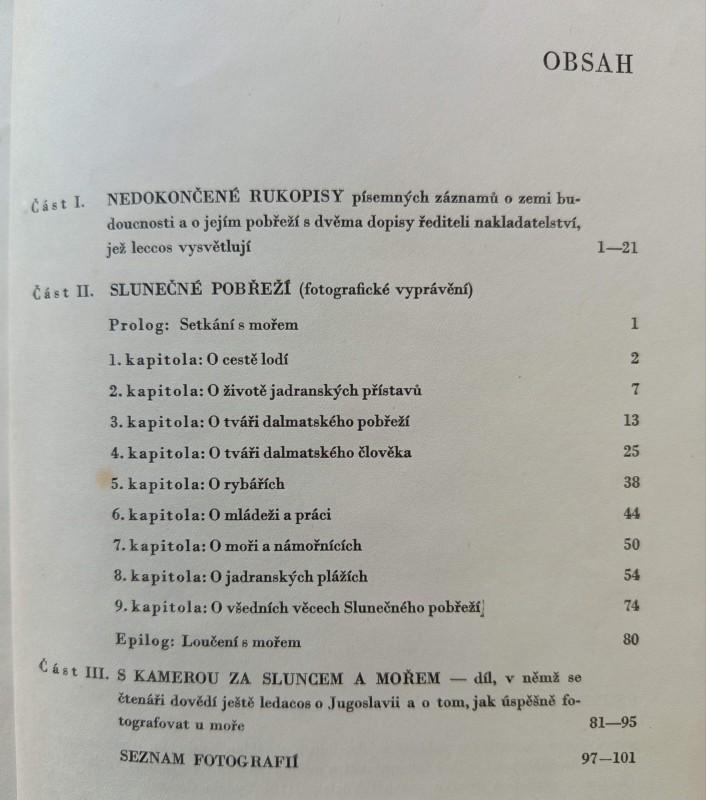 OBSAH
Část I. NEDOKONČENÉ RUKOPISY písemných záznamů o zemi bu-
doucnosti a o jejím pobřeží s dvěma dopisy řediteli nakladatelství,
jež leccos vysvětlují 1—21
Část II. SLUNEČNÉ POBŘEŽÍ (fotografické vyprávění)
Prolog: Setkání s mořem 1
1. kapitola: O cestě lodí 2
2. kapitola: O životě jadranských přístavů 7
3. kapitola: O tváři dalmatského pobřeží 13
4. kapitola: O tváři dalmatského člověka 25
5. kapitola: O rybářích 38
6. kapitola: O mládeži a práci 44
7. kapitola: O moři a námořnících 50
8. kapitola: O jadranských plážích 54
9. kapitola: O všedních věcech Slunečného pobřeží 74
Epilog: Loučení s mořem 80
Část III. S KAMEROU ZA SLUNCEM A MOŘEM — díl, v němž se
čtenáři dovědí ještě ledacos o Jugoslavii a o tom, jak úspěšně fo-
tografovat u moře 81—95
SEZNAM FOTOGRAFIÍ 97—101